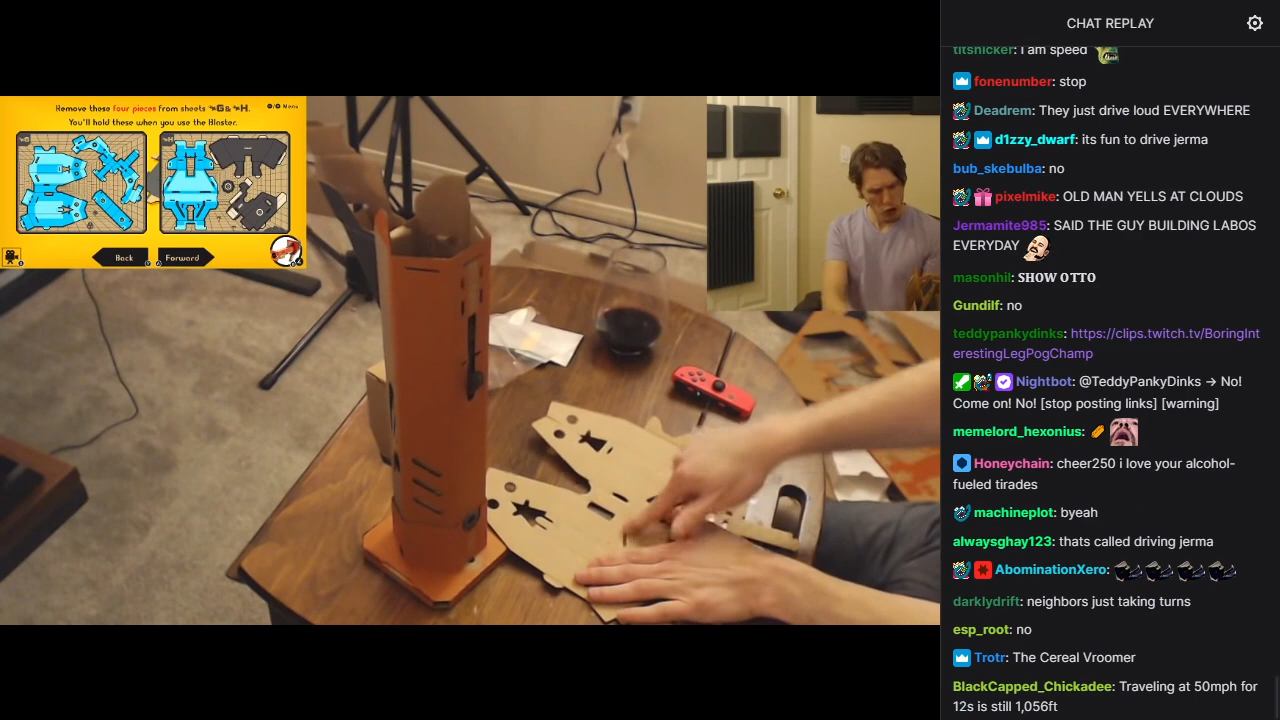 Remove these four pieces from sheets G & H.
Menu
You'll hold these when you use the Blaster.
G
H
Back
Forward
CHAT REPLAY
titsnicker: I am speed
fonenumber: stop
Deadrem: They just drive loud EVERYWHERE
d1zzy_dwarf: its fun to drive jerma
bub_skebulba: no
pixelmike: OLD MAN YELLS AT CLOUDS
Jermamite985: SAID THE GUY BUILDING LABOS
EVERYDAY
masonhil: 𝐒𝐇𝐎𝐖 𝐎𝐓𝐓𝐎
Gundilf: no
teddypankydinks: https://clips.twitch.tv/BoringInt
erestingLegPogChamp
Nightbot: @TeddyPankyDinks → No!
Come on! No! [stop posting links] [warning]
memelord_hexonius:
Honeychain: cheer250 i love your alcohol-
fueled tirades
machineplot: byeah
alwaysghay123: thats called driving jerma
AbominationXero:
darklydrift: neighbors just taking turns
esp_root: no
Trotr: The Cereal Vroomer
BlackCapped_Chickadee: Traveling at 50mph for
12s is still 1,056ft